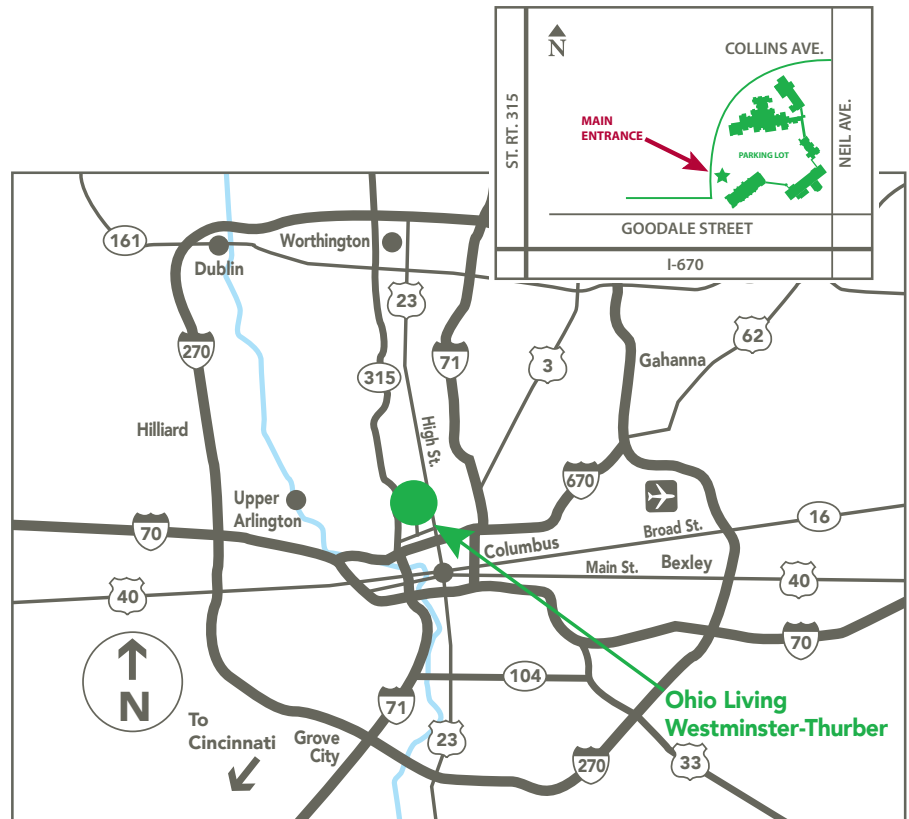 N
COLLINS AVE.
ST. RT. 315
MAIN
ENTRANCE
PARKING LOT
NEIL AVE.
GOODALE STREET
I-670
161
Dublin
Worthington
23
270
315
71
3
62
Gahanna
Hilliard
High St.
Upper
Arlington
670
70
Columbus
Broad St.
16
Main St.
Bexley
40
40
70
N
104
To
Cincinnati
Grove
City
71
23
Ohio Living
Westminster-Thurber
270
33